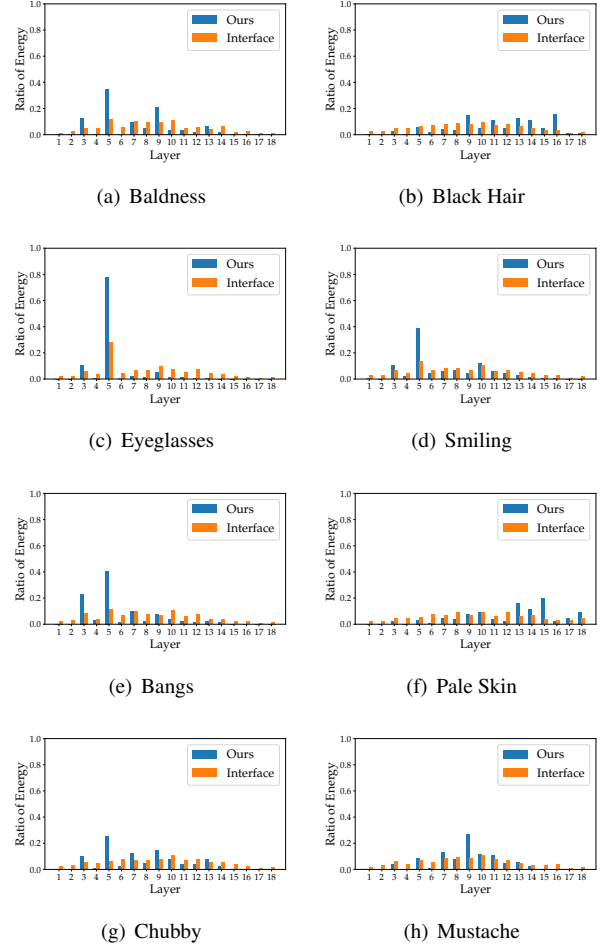 1.0
0.8
0.6
0.4
0.2
0.0
Ratio of Energy
Ours
Interface
1 2 3 4 5 6 7 8 9 10 11 12 13 14 15 16 17 18
Layer
(a) Baldness
1.0
0.8
0.6
0.4
0.2
0.0
Ratio of Energy
Ours
Interface
1 2 3 4 5 6 7 8 9 10 11 12 13 14 15 16 17 18
Layer
(b) Black Hair
1.0
0.8
0.6
0.4
0.2
0.0
Ratio of Energy
Ours
Interface
1 2 3 4 5 6 7 8 9 10 11 12 13 14 15 16 17 18
Layer
(c) Eyeglasses
1.0
0.8
0.6
0.4
0.2
0.0
Ratio of Energy
Ours
Interface
1 2 3 4 5 6 7 8 9 10 11 12 13 14 15 16 17 18
Layer
(d) Smiling
1.0
0.8
0.6
0.4
0.2
0.0
Ratio of Energy
Ours
Interface
1 2 3 4 5 6 7 8 9 10 11 12 13 14 15 16 17 18
Layer
(e) Bangs
1.0
0.8
0.6
0.4
0.2
0.0
Ratio of Energy
Ours
Interface
1 2 3 4 5 6 7 8 9 10 11 12 13 14 15 16 17 18
Layer
(f) Pale Skin
1.0
0.8
0.6
0.4
0.2
0.0
Ratio of Energy
Ours
Interface
1 2 3 4 5 6 7 8 9 10 11 12 13 14 15 16 17 18
Layer
(g) Chubby
1.0
0.8
0.6
0.4
0.2
0.0
Ratio of Energy
Ours
Interface
1 2 3 4 5 6 7 8 9 10 11 12 13 14 15 16 17 18
Layer
(h) Mustache